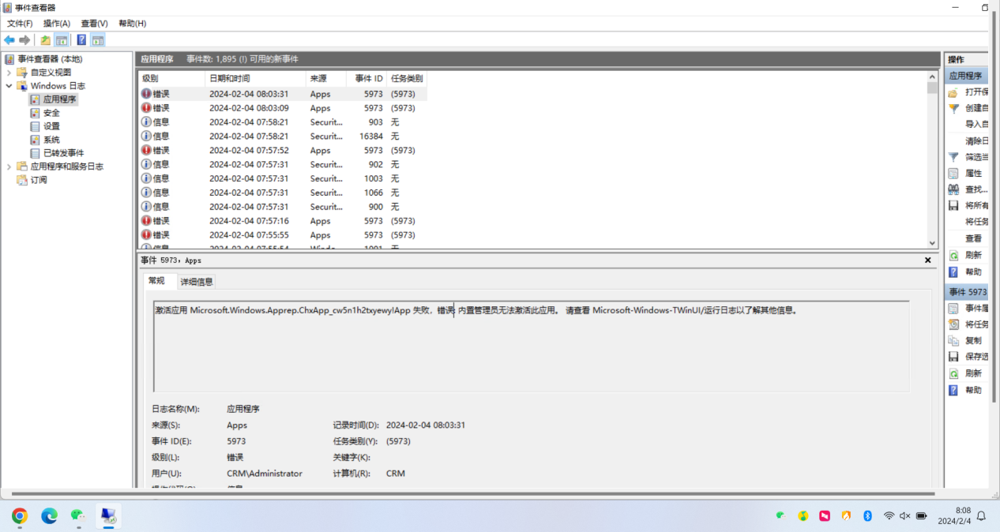 事件查看器
文件(F) 操作(A) 查看(V) 帮助(H)
事件查看器 (本地)
自定义视图
Windows 日志
应用程序
安全
设置
系统
已转发事件
应用程序和服务日志
订阅
应用程序 事件数: 1,895 (!) 可用的新事件
级别 日期和时间 来源 事件 ID 任务类别
错误 2024-02-04 08:03:31 Apps 5973 (5973)
错误 2024-02-04 08:03:09 Apps 5973 (5973)
信息 2024-02-04 07:58:21 Securit... 903 无
信息 2024-02-04 07:58:21 Securit... 16384 无
错误 2024-02-04 07:57:52 Apps 5973 (5973)
信息 2024-02-04 07:57:31 Securit... 902 无
信息 2024-02-04 07:57:31 Securit... 1003 无
信息 2024-02-04 07:57:31 Securit... 1066 无
信息 2024-02-04 07:57:31 Securit... 900 无
错误 2024-02-04 07:57:16 Apps 5973 (5973)
错误 2024-02-04 07:55:55 Apps 5973 (5973)
信息 2024-02-04 07:55:54 Windo... 1001 无
事件 5973，Apps
常规 详细信息
激活应用 Microsoft.Windows.Apprep.ChxApp_cw5n1h2txyewy!App 失败，错误: 内置管理员无法激活此应用。 请查看 Microsoft-Windows-TWinUI/运行日志以了解其他信息。
日志名称(M): 应用程序
来源(S): Apps 记录时间(D): 2024-02-04 08:03:31
事件 ID(E): 5973 任务类别(Y): (5973)
级别(L): 错误 关键字(K):
用户(U): CRM\Administrator 计算机(R): CRM
操作
应用程序
打开保
创建自
导入自
清除日
筛选当
属性
查找...
将所有
将任务
查看
刷新
帮助
事件 5973
事件属
将任务
复制
保存选
刷新
帮助
8:08
2024/2/4